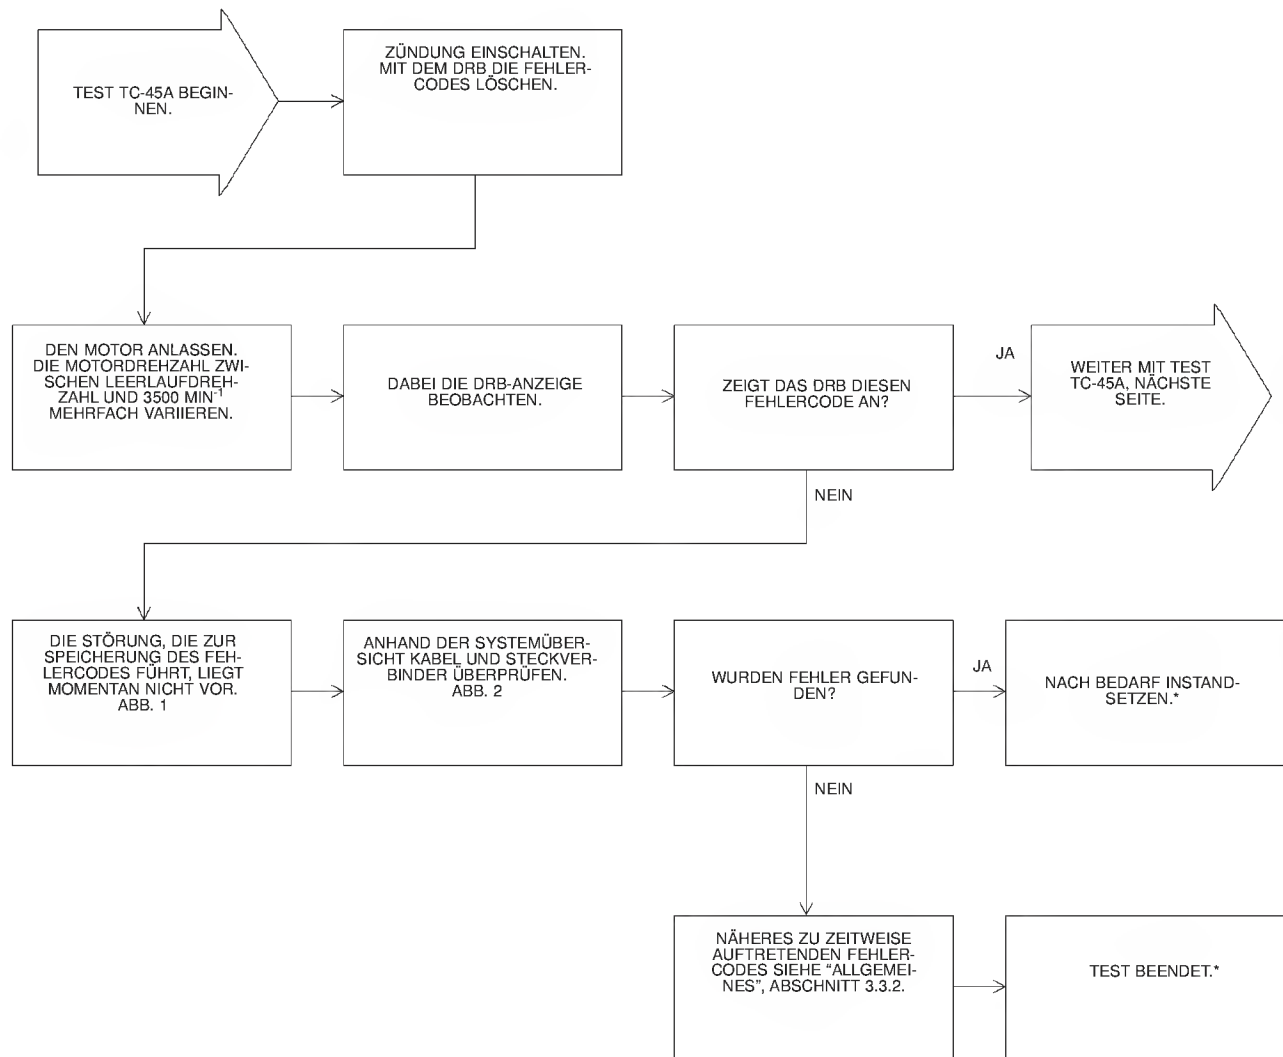 TEST TC-45A BEGIN-
NEN.
ZÜNDUNG EINSCHALTEN.
MIT DEM DRB DIE FEHLER-
CODES LÖSCHEN.
DEN MOTOR ANLASSEN.
DIE MOTORDREHZAHL ZWI-
SCHEN LEERLAUFDREH-
ZAHL UND 3500 MIN⁻¹
MEHRFACH VARIIEREN.
DABEI DIE DRB-ANZEIGE
BEOBACHTEN.
ZEIGT DAS DRB DIESEN
FEHLERCODE AN?
JA
WEITER MIT TEST
TC-45A, NÄCHSTE
SEITE.
NEIN
DIE STÖRUNG, DIE ZUR
SPEICHERUNG DES FEH-
LERCODES FÜHRT, LIEGT
MOMENTAN NICHT VOR.
ABB. 1
ANHAND DER SYSTEMÜBER-
SICHT KABEL UND STECKVER-
BINDER ÜBERPRÜFEN.
ABB. 2
WURDEN FEHLER GEFUN-
DEN?
JA
NACH BEDARF INSTAND-
SETZEN.*
NEIN
NÄHERES ZU ZEITWEISE
AUFTRETENDEN FEHLER-
CODES SIEHE “ALLGEMEI-
NES”, ABSCHNITT 3.3.2.
TEST BEENDET.*